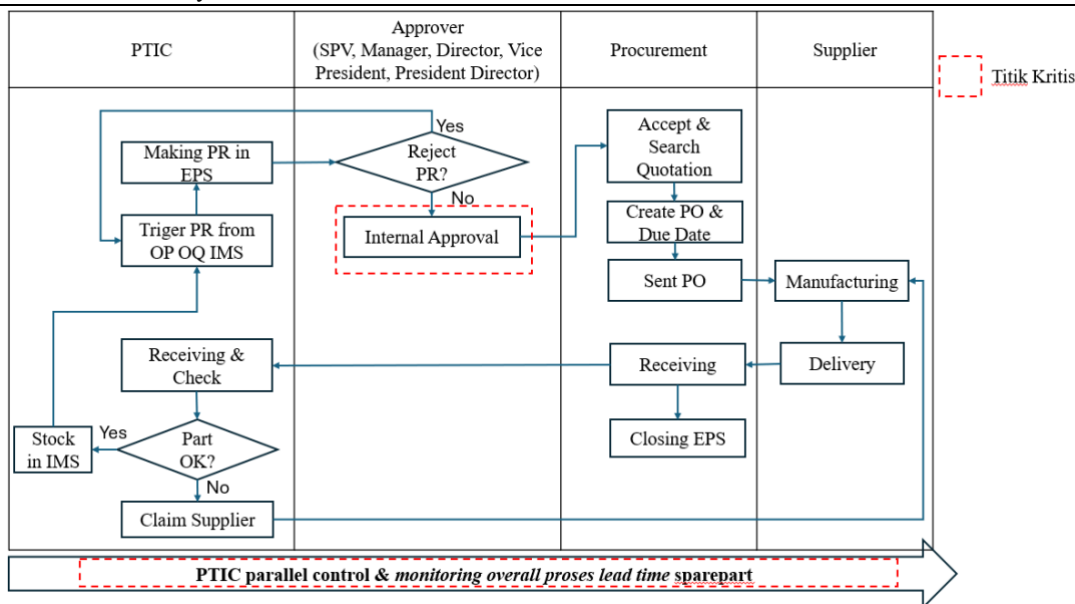 PTIC
Approver
(SPV, Manager, Director, Vice
President, President Director)
Procurement
Supplier
Titik Kritis
Yes
Making PR in
EPS
Reject
PR?
Accept &
Search
Quotation
No
Triger PR from
OP OQ IMS
Internal Approval
Create PO &
Due Date
Sent PO
Manufacturing
Receiving &
Check
Receiving
Delivery
Stock
in IMS
Yes
Part
OK?
Closing EPS
No
Claim Supplier
PTIC parallel control & monitoring overall proses lead time sparepart